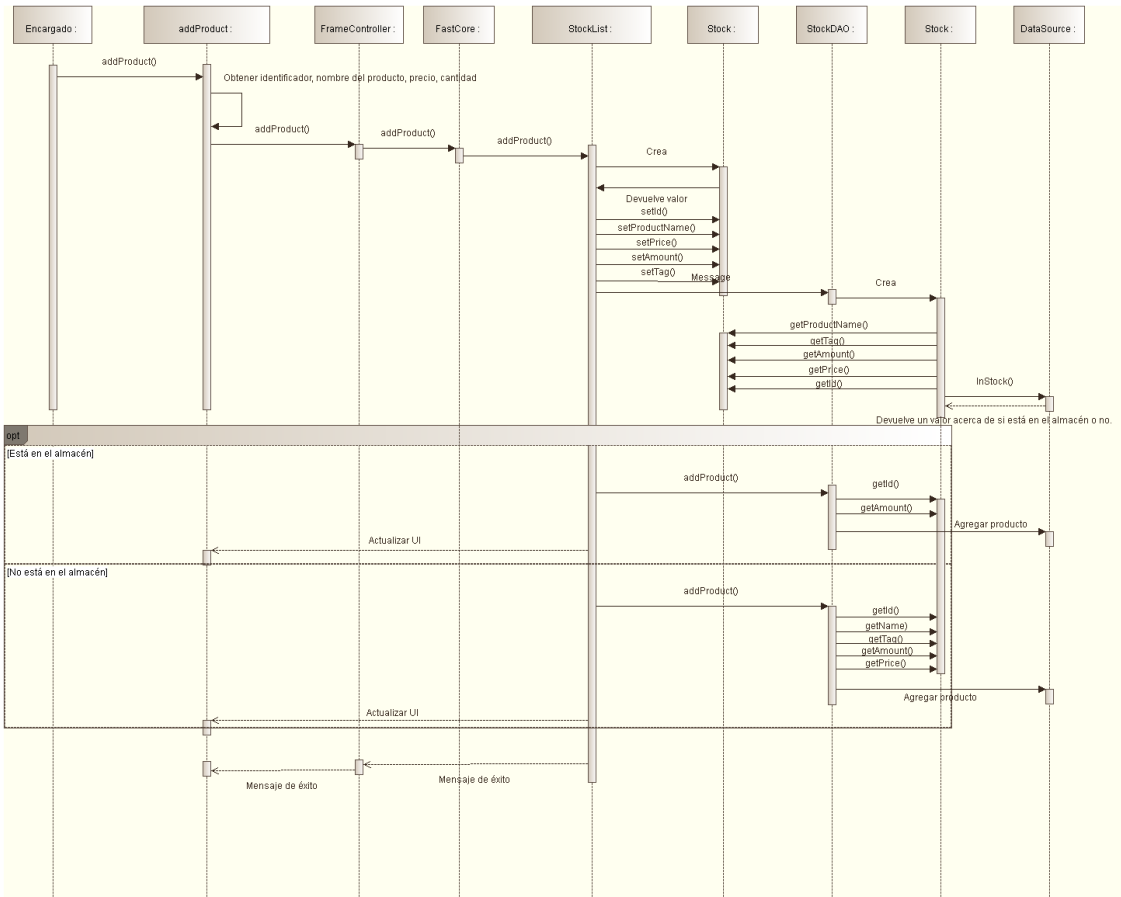 Encargado :
addProduct :
FrameController :
FastCore :
StockList :
Stock :
StockDAO :
Stock :
DataSource :
addProduct()
Obtener identificador, nombre del producto, precio, cantidad
addProduct()
addProduct()
addProduct()
Crea
Devuelve valor
setId()
setProductName()
setPrice()
setAmount()
setTag()
Message
Crea
getProductName()
getTag()
getAmount()
getPrice()
getId()
InStock()
Devuelve un valor acerca de si está en el almacén o no.
opt
[Está en el almacén]
addProduct()
getId()
getAmount()
Agregar producto
Actualizar UI
[No está en el almacén]
addProduct()
getId()
getName)
getTag()
getAmount()
getPrice()
Agregar producto
Actualizar UI
Mensaje de éxito
Mensaje de éxito